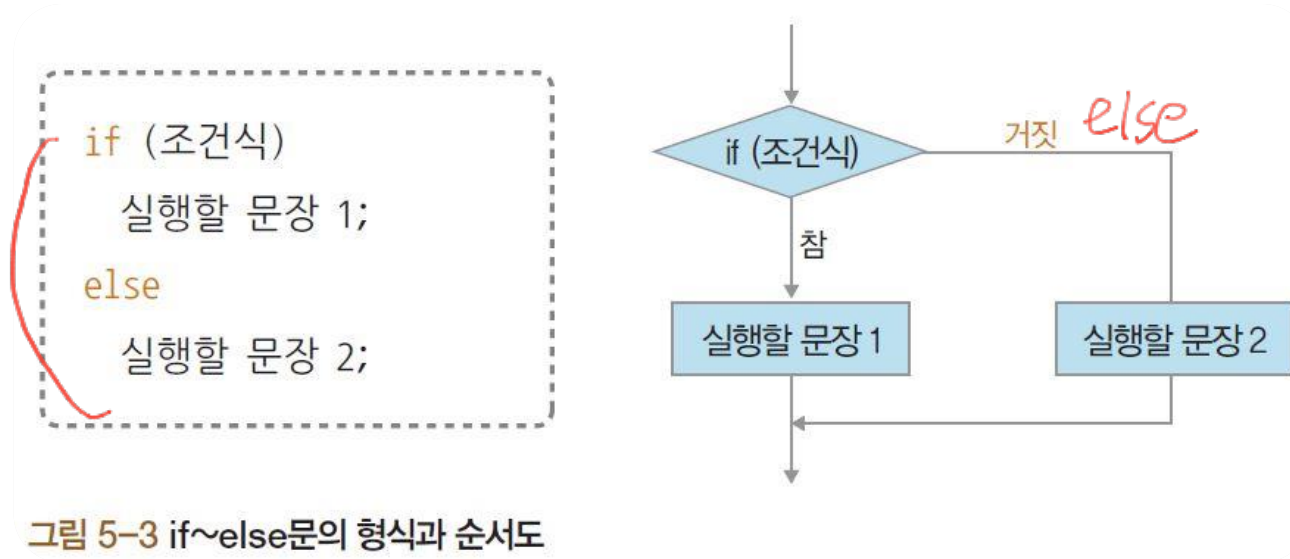 if (조건식)
실행할 문장 1;
else
실행할 문장 2;
if (조건식)
거짓 else
참
실행할 문장 1
실행할 문장 2
그림 5-3 if~else문의 형식과 순서도